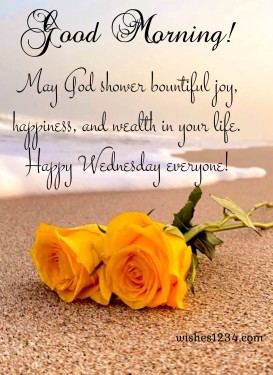 Good Morning!
May God shower bountiful joy,
happiness, and wealth in your life.
Happy Wednesday everyone!
wishes1234.com